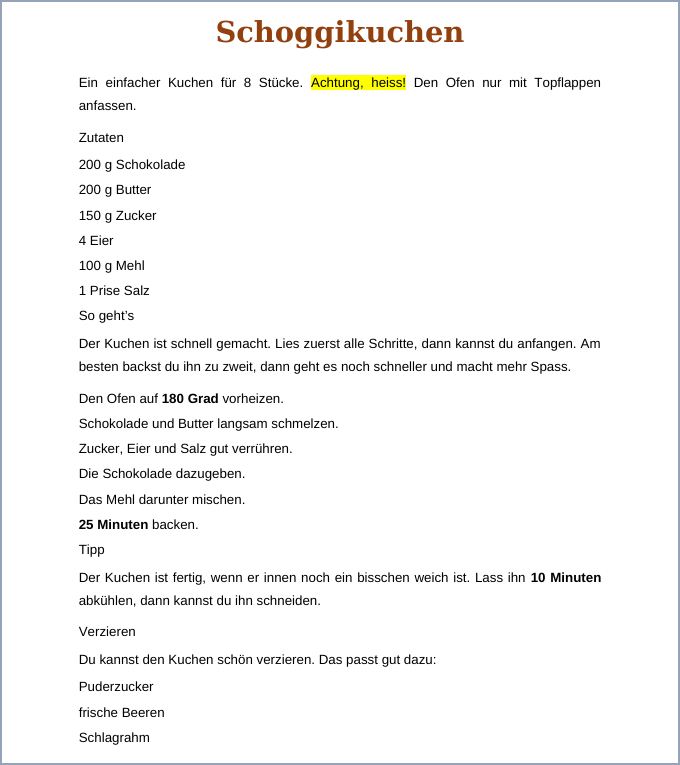 Schoggikuchen
Ein einfacher Kuchen für 8 Stücke. Achtung, heiss! Den Ofen nur mit Topflappen
anfassen.
Zutaten
200 g Schokolade
200 g Butter
150 g Zucker
4 Eier
100 g Mehl
1 Prise Salz
So geht’s
Der Kuchen ist schnell gemacht. Lies zuerst alle Schritte, dann kannst du anfangen. Am
besten backst du ihn zu zweit, dann geht es noch schneller und macht mehr Spass.
Den Ofen auf 180 Grad vorheizen.
Schokolade und Butter langsam schmelzen.
Zucker, Eier und Salz gut verrühren.
Die Schokolade dazugeben.
Das Mehl darunter mischen.
25 Minuten backen.
Tipp
Der Kuchen ist fertig, wenn er innen noch ein bisschen weich ist. Lass ihn 10 Minuten
abkühlen, dann kannst du ihn schneiden.
Verzieren
Du kannst den Kuchen schön verzieren. Das passt gut dazu:
Puderzucker
frische Beeren
Schlagrahm